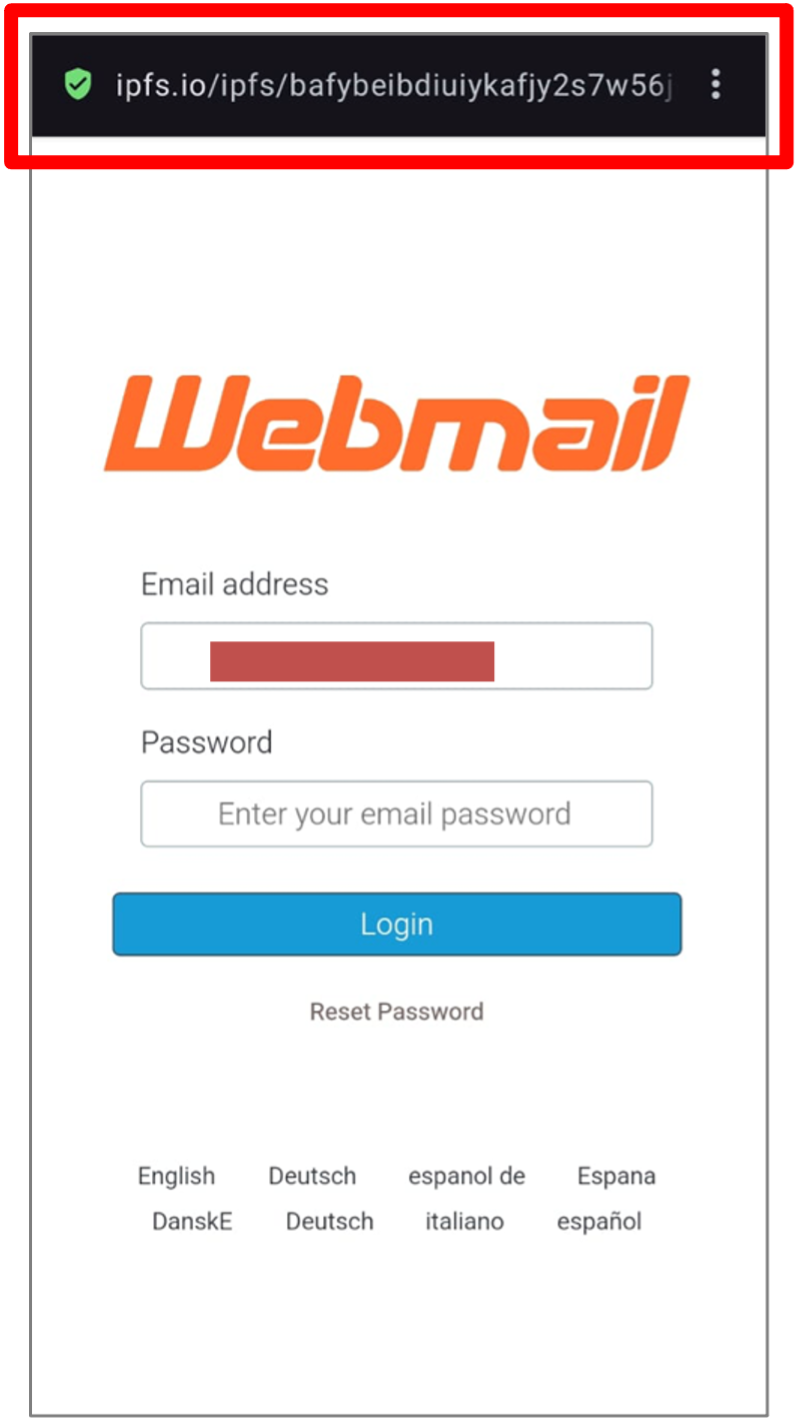 ipfs.io/ipfs/bafybeibdiuiykafjy2s7w56j
Webmail
Email address
Password
Enter your email password
Login
Reset Password
English Deutsch espanol de Espana
DanskE Deutsch italiano español